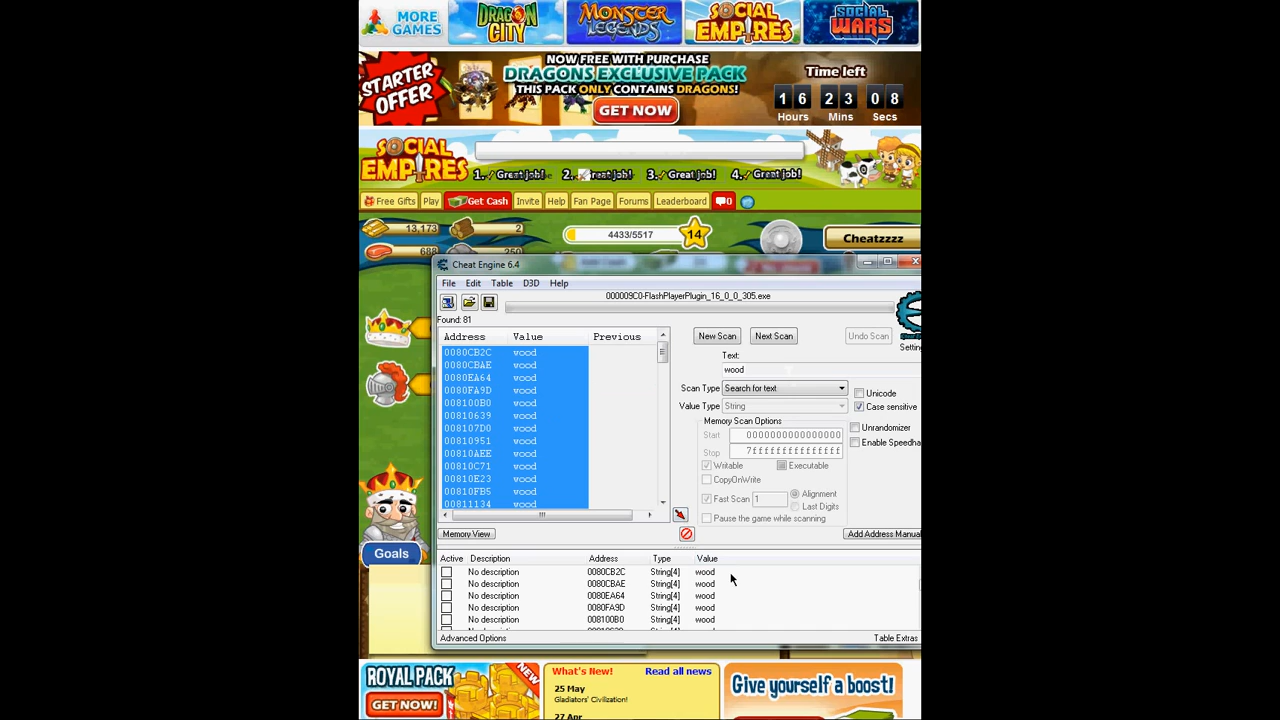 MORE GAMES
DRAGON CITY
MONSTER LEGENDS
SOCIAL EMPIRES
SOCIAL WARS
STARTER OFFER
NOW FREE WITH PURCHASE
DRAGONS EXCLUSIVE PACK
THIS PACK ONLY CONTAINS DRAGONS!
GET NOW
Time left
16 23 08
Hours Mins Secs
SOCIAL EMPIRES
1. Great job! 2. Great job! 3. Great job! 4. Great job!
Free Gifts Play Get Cash Invite Help Fan Page Forums Leaderboard 0
13,173 2 4433/5517 14 Cheatzzzz
688 250
Cheat Engine 6.4
File Edit Table D3D Help
000009C0-FlashPlayerPlugin_16_0_0_305.exe
Found: 81
Address Value Previous
0080CB2C wood
0080CBAE wood
0080EA64 wood
0080FA9D wood
008100B0 wood
00810639 wood
008107D0 wood
00810951 wood
00810AEE wood
00810C71 wood
00810E23 wood
00810FB5 wood
00811134 wood
New Scan Next Scan Undo Scan
Settin
Text:
wood
Scan Type Search for text Unicode
Value Type String Case sensitive
Memory Scan Options
Unrandomizer
Start 0000000000000000
Enable Speedha
Stop 7fffffffffffffff
Writable Executable
CopyOnWrite
Fast Scan 1 Alignment
Last Digits
Pause the game while scanning
Memory View Add Address Manual
Active Description Address Type Value
No description 0080CB2C String[4] wood
No description 0080CBAE String[4] wood
No description 0080EA64 String[4] wood
No description 0080FA9D String[4] wood
No description 008100B0 String[4] wood
Advanced Options Table Extras
Goals
ROYAL PACK
NEW
GET NOW!
What's New! Read all news
25 May
Gladiators' Civilization!
27 Apr
Give yourself a boost!